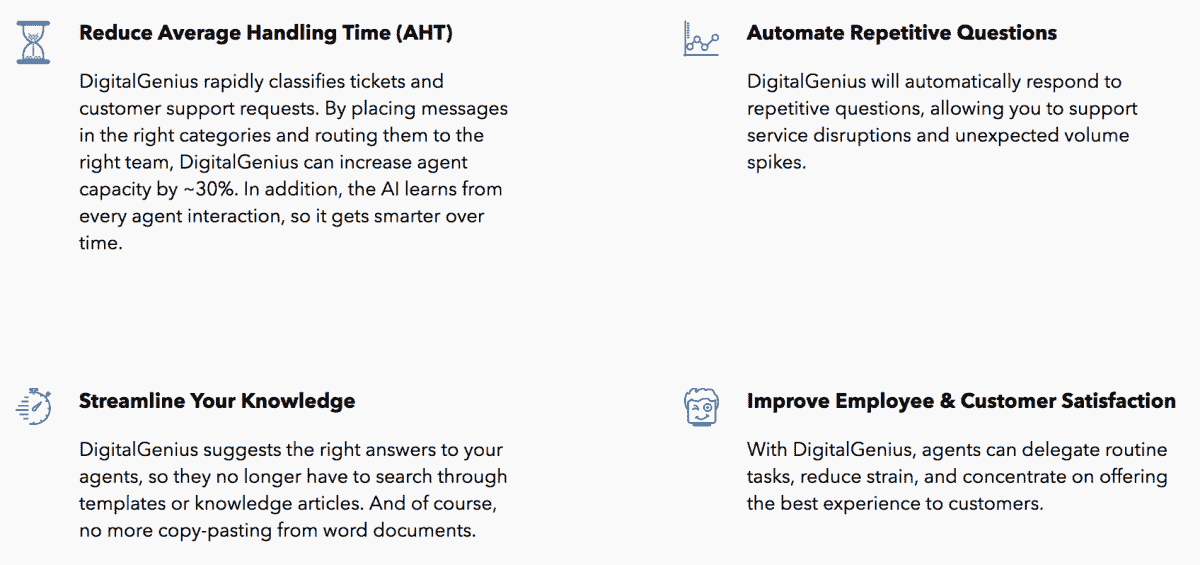 Reduce Average Handling Time (AHT)
DigitalGenius rapidly classifies tickets and
customer support requests. By placing messages
in the right categories and routing them to the
right team, DigitalGenius can increase agent
capacity by ~30%. In addition, the AI learns from
every agent interaction, so it gets smarter over
time.
Automate Repetitive Questions
DigitalGenius will automatically respond to
repetitive questions, allowing you to support
service disruptions and unexpected volume
spikes.
Streamline Your Knowledge
DigitalGenius suggests the right answers to your
agents, so they no longer have to search through
templates or knowledge articles. And of course,
no more copy-pasting from word documents.
Improve Employee & Customer Satisfaction
With DigitalGenius, agents can delegate routine
tasks, reduce strain, and concentrate on offering
the best experience to customers.